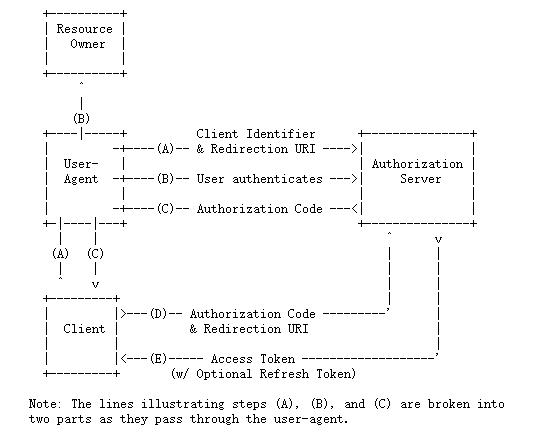 Resource
Owner
(B)
Client Identifier
(A)-- & Redirection URI
User-
Agent
(B)-- User authenticates
Authorization
Server
(C)-- Authorization Code
(A) (C)
v
v
(D)-- Authorization Code
Client & Redirection URI
(E)----- Access Token
(w/ Optional Refresh Token)
Note: The lines illustrating steps (A), (B), and (C) are broken into
two parts as they pass through the user-agent.